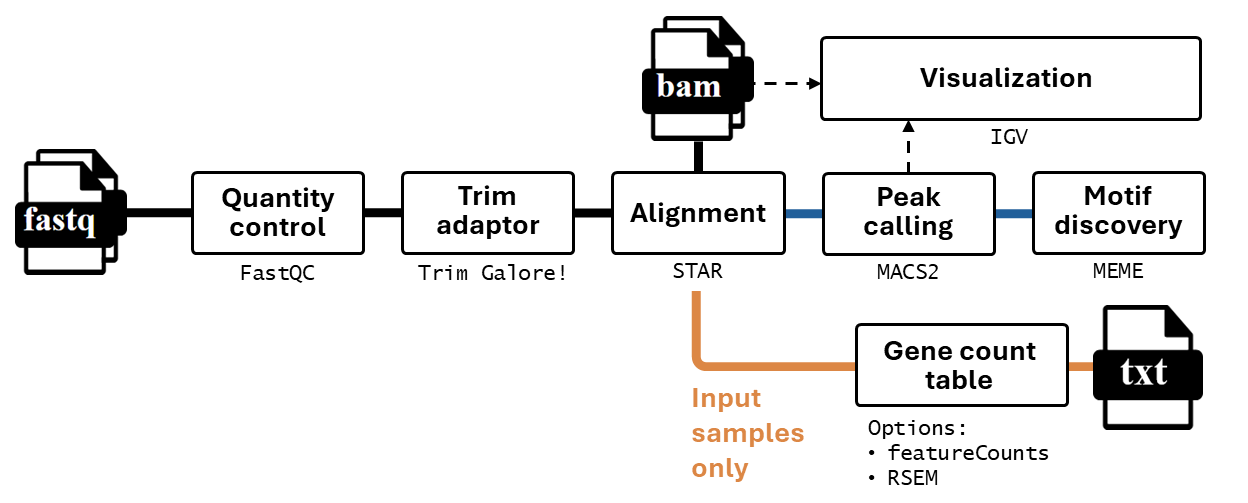 bam
Visualization
IGV
fastq
Quantity
control
FastQC
Trim
adaptor
Trim Galore!
Alignment
STAR
Peak
calling
MACS2
Motif
discovery
MEME
Gene count
table
txt
Input
samples
only
Options:
• featureCounts
• RSEM